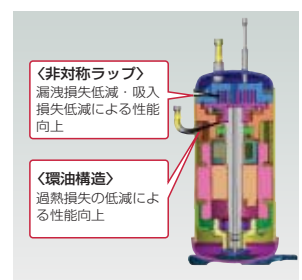 〈非対称ラップ〉
漏洩損失低減・吸入
損失低減による性能
向上
〈環油構造〉
過熱損失の低減によ
る性能向上